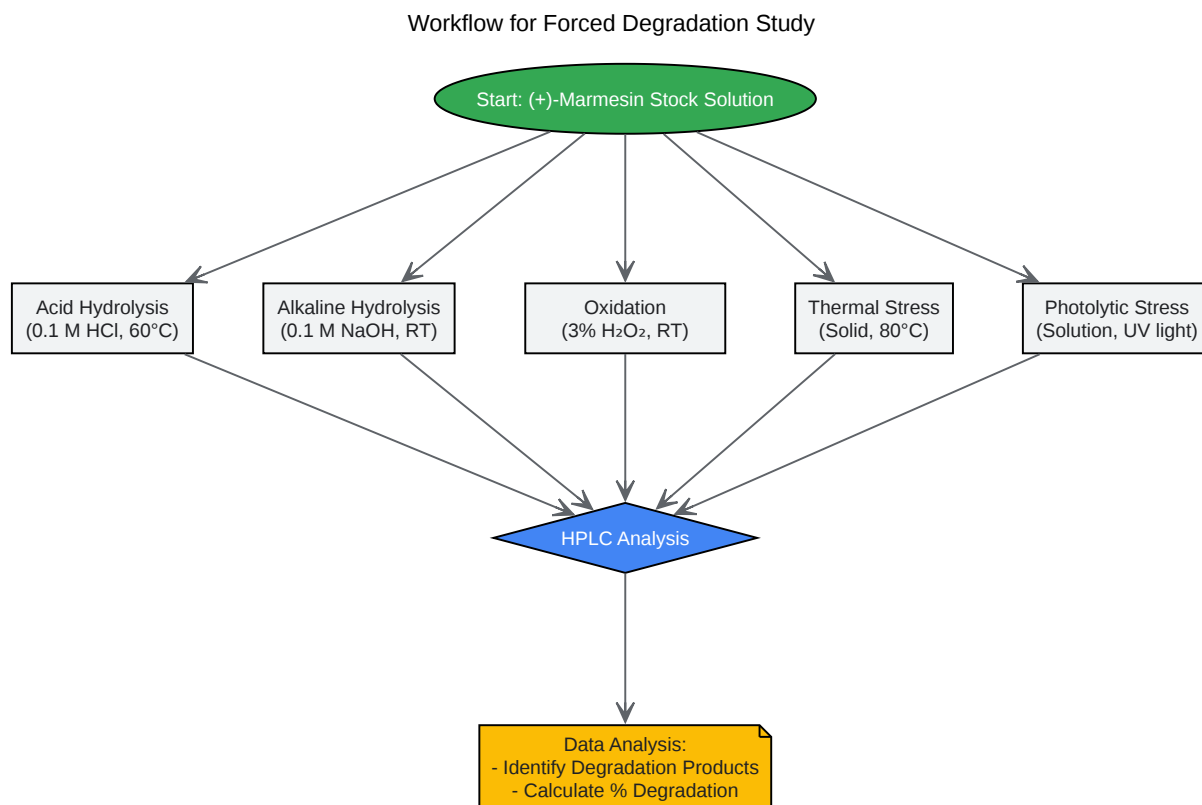 Workflow for Forced Degradation Study
Start: (+)-Marmesin Stock Solution
Acid Hydrolysis
(0.1 M HCl, 60°C)
Alkaline Hydrolysis
(0.1 M NaOH, RT)
Oxidation
(3% H₂O₂, RT)
Thermal Stress
(Solid, 80°C)
Photolytic Stress
(Solution, UV light)
HPLC Analysis
Data Analysis:
- Identify Degradation Products
- Calculate % Degradation